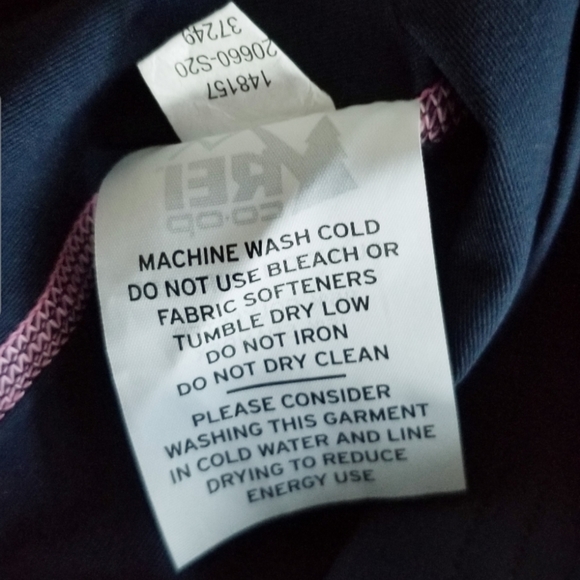 148157
20660-S20
37249
REI
co·op
MACHINE WASH COLD
DO NOT USE BLEACH OR
FABRIC SOFTENERS
TUMBLE DRY LOW
DO NOT IRON
DO NOT DRY CLEAN
PLEASE CONSIDER
WASHING THIS GARMENT
IN COLD WATER AND LINE
DRYING TO REDUCE
ENERGY USE